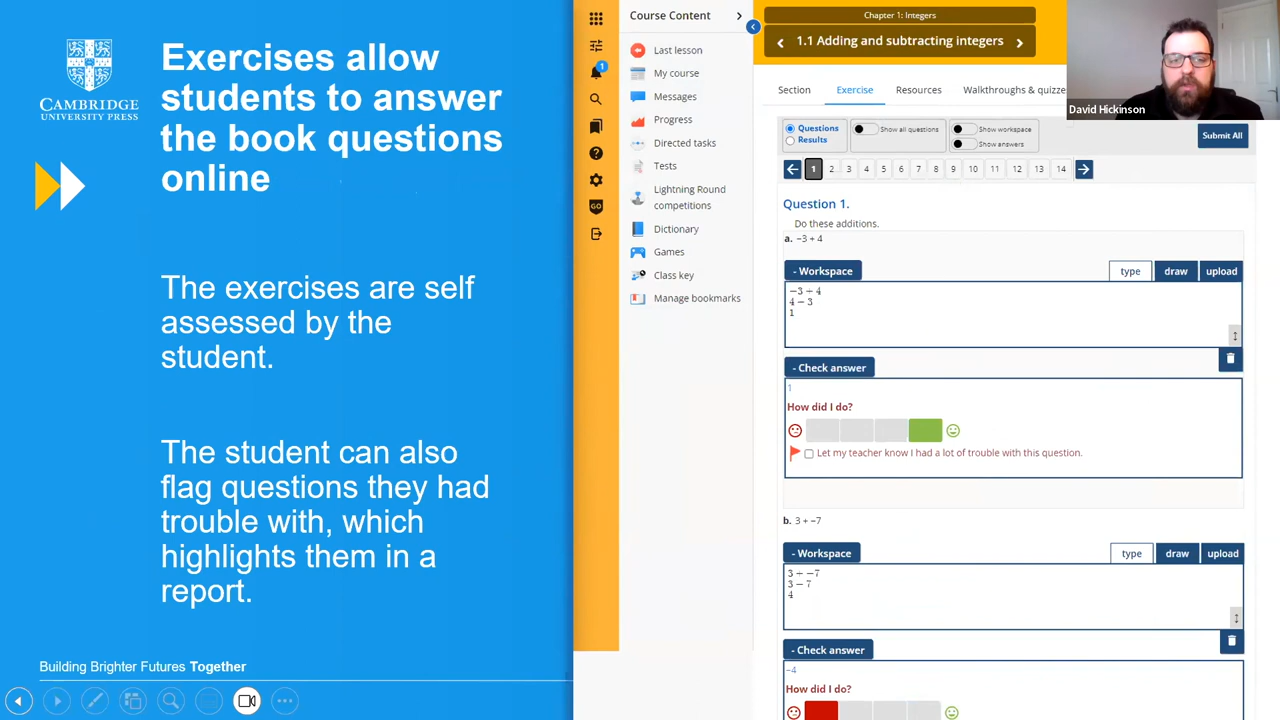 CAMBRIDGE
UNIVERSITY PRESS
Exercises allow
students to answer
the book questions
online
The exercises are self
assessed by the
student.
The student can also
flag questions they had
trouble with, which
highlights them in a
report.
Building Brighter Futures Together
1
GO
Course Content
Last lesson
My course
Messages
Progress
Directed tasks
Tests
Lightning Round
competitions
Dictionary
Games
Class key
Manage bookmarks
Chapter 1: Integers
1.1 Adding and subtracting integers
David Hickinson
Section Exercise Resources Walkthroughs & quizze
Questions
Results
Show all questions
Show workspace
Show answers
Submit All
1 2 3 4 5 6 7 8 9 10 11 12 13 14
Question 1.
Do these additions.
a. −3 + 4
- Workspace
type draw upload
−3 + 4
4 − 3
1
- Check answer
1
How did I do?
Let my teacher know I had a lot of trouble with this question.
b. 3 + −7
- Workspace
type draw upload
3 + −7
3 − 7
4
- Check answer
−4
How did I do?